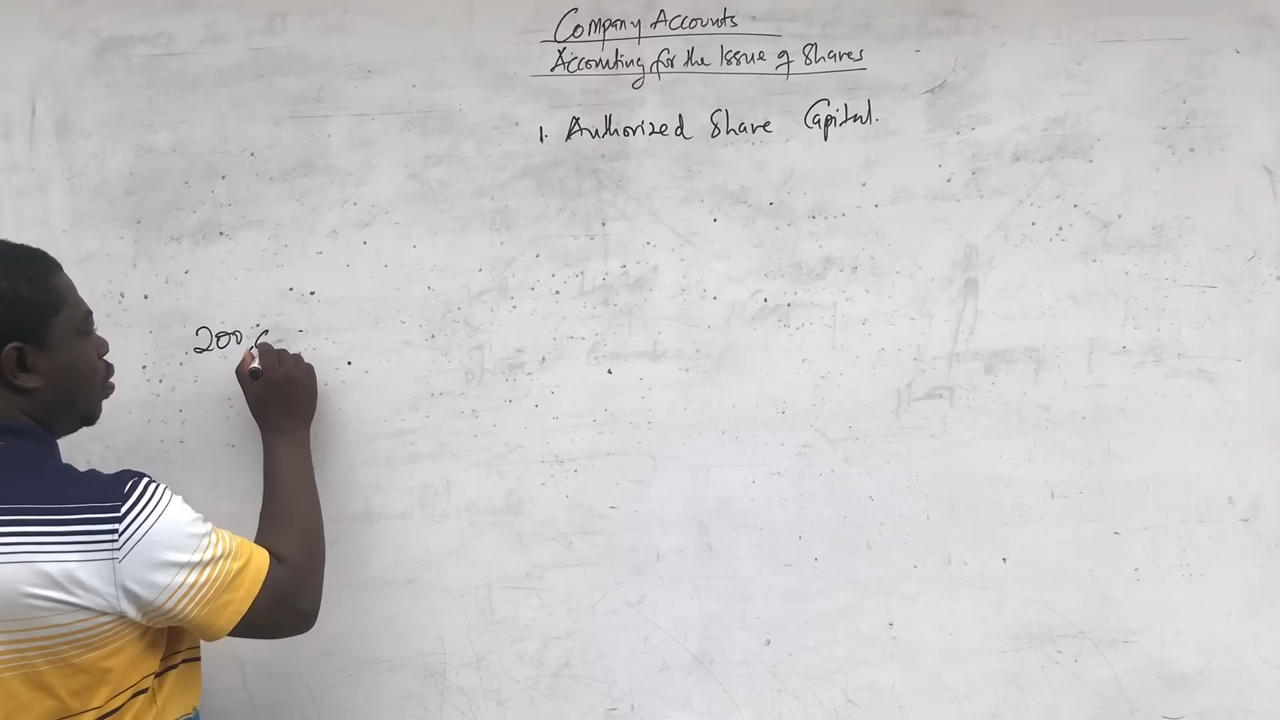 Company Accounts
Accounting for the Issue of Shares
1. Authorized Share Capital.
200